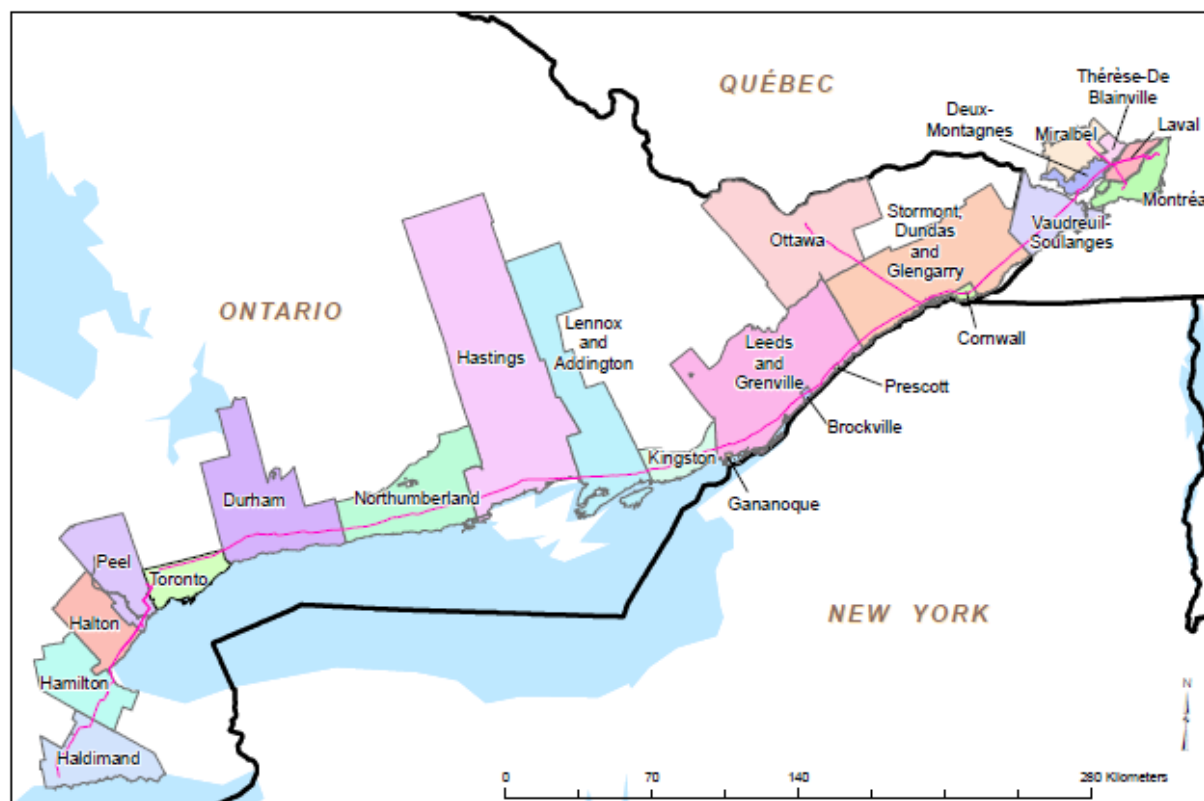 QUÉBEC
Thérèse-De
Blainville
Deux-
Montagnes
Mirabel
Laval
Montréa
Vaudreuil-
Soulanges
Stormont,
Dundas
and
Glengarry
Ottawa
ONTARIO
Cornwall
Lennox
and
Addington
Hastings
Leeds
and
Grenville
Prescott
Brockville
Kingston
Gananoque
Durham
Northumberland
Peel
Toronto
NEW YORK
Halton
Hamilton
Haldimand
N
0 70 140 280 Kilometers